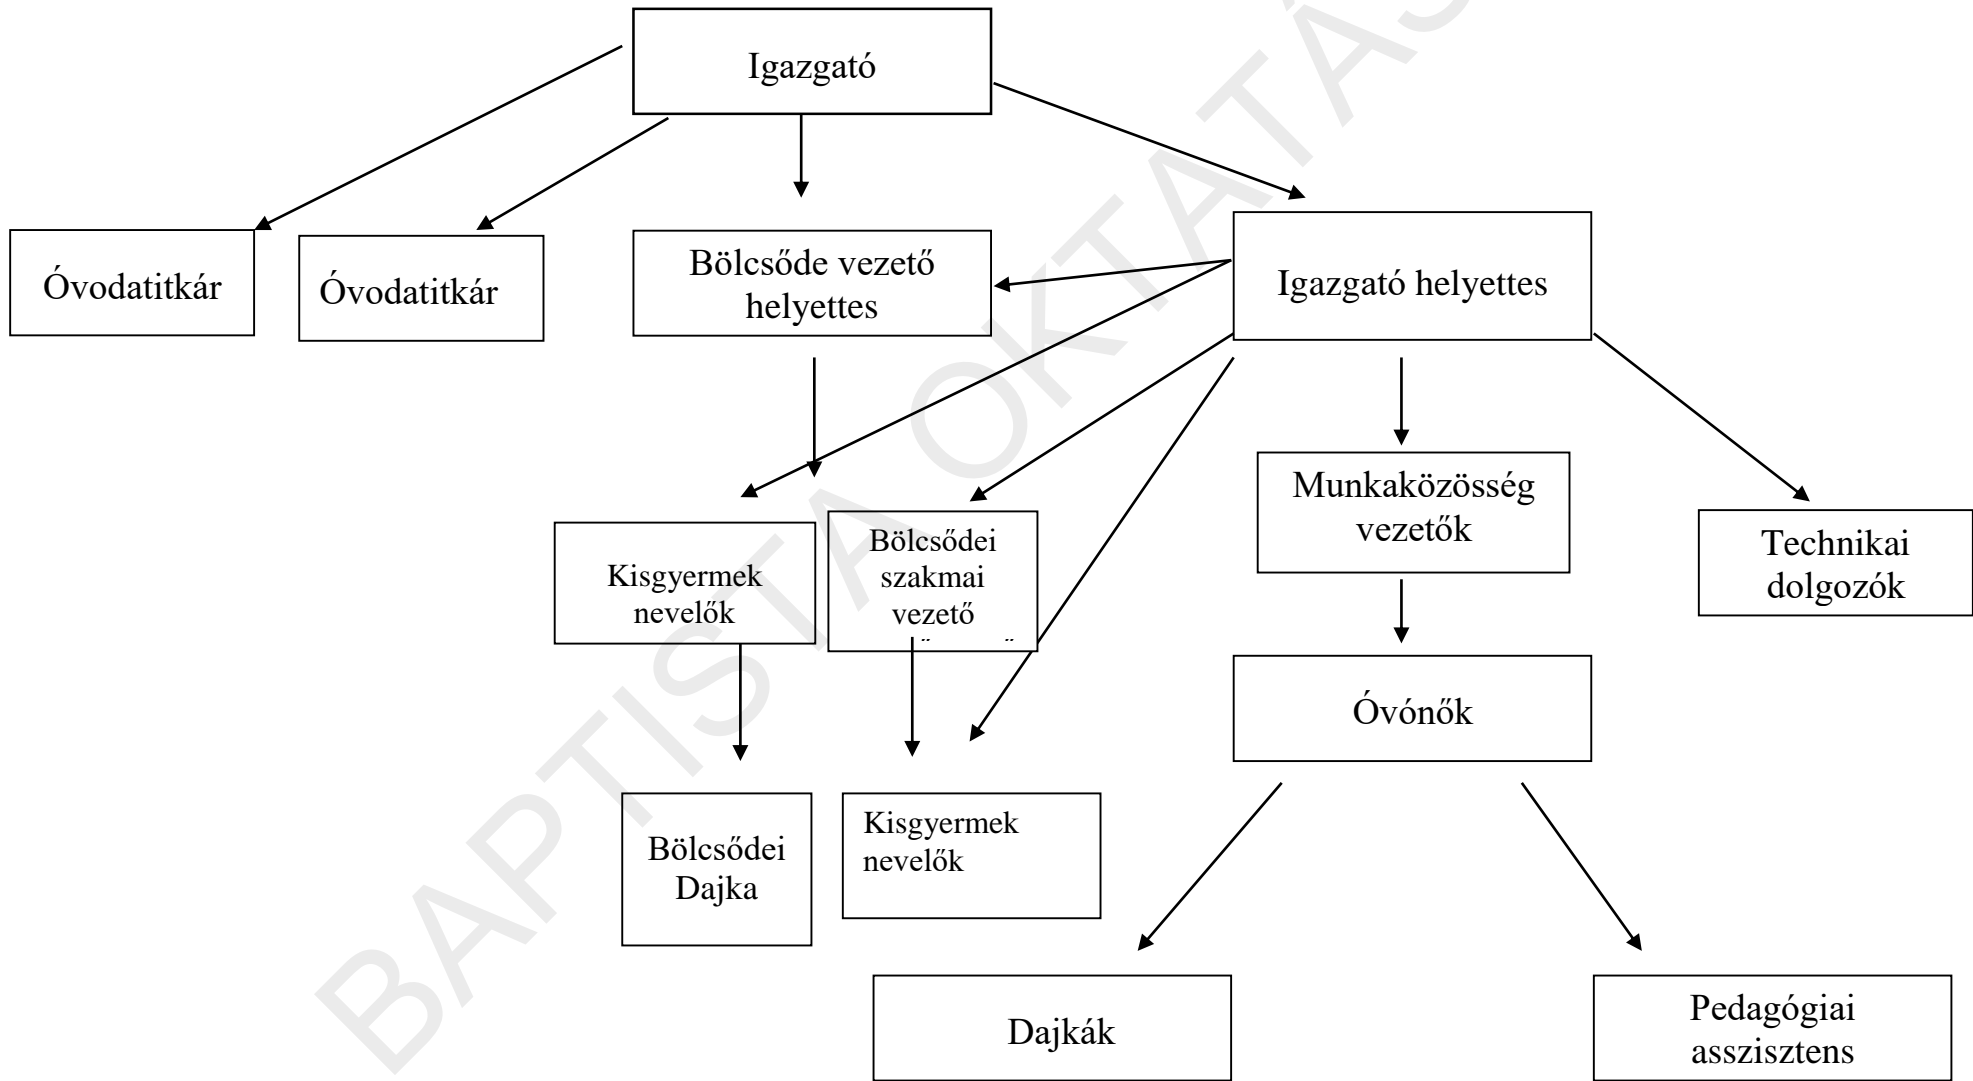 Igazgató
Óvodatitkár
Óvodatitkár
Bölcsőde vezető
helyettes
Igazgató helyettes
Kisgyermek
nevelők
Bölcsődei
szakmai
vezető
Munkaközösség
vezetők
Technikai
dolgozók
Óvónők
Bölcsődei
Dajka
Kisgyermek
nevelők
Dajkák
Pedagógiai
asszisztens
BAPTISTA OKTATÁS